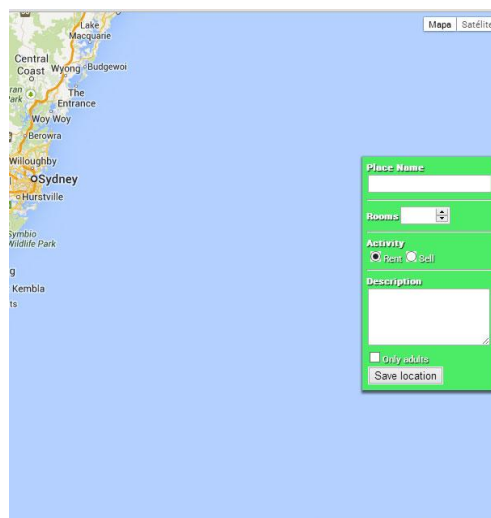 Lake
Macquarie
Mapa Satélite
Central
Coast
Wyong
Budgewoi
The
Entrance
Woy Woy
Berowra
Willoughby
Sydney
Hurstville
Symbio
Wildlife Park
Kembla
Place Name
Rooms
Activity
Rent Sell
Description
Only adults
Save location